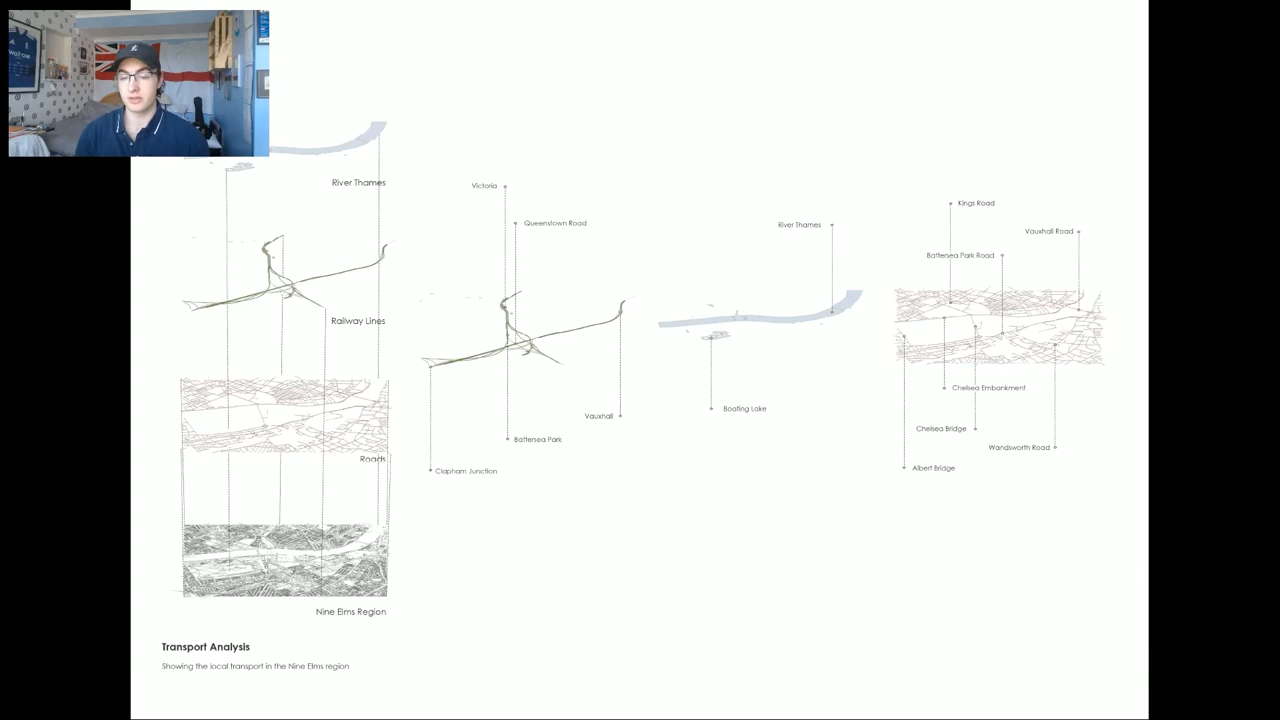 River Thames
Railway Lines
Roads
Nine Elms Region
Victoria
Queenstown Road
Vauxhall
Battersea Park
Clapham Junction
River Thames
Boating Lake
Kings Road
Vauxhall Road
Battersea Park Road
Chelsea Embankment
Chelsea Bridge
Wandsworth Road
Albert Bridge
Transport Analysis
Showing the local transport in the Nine Elms region